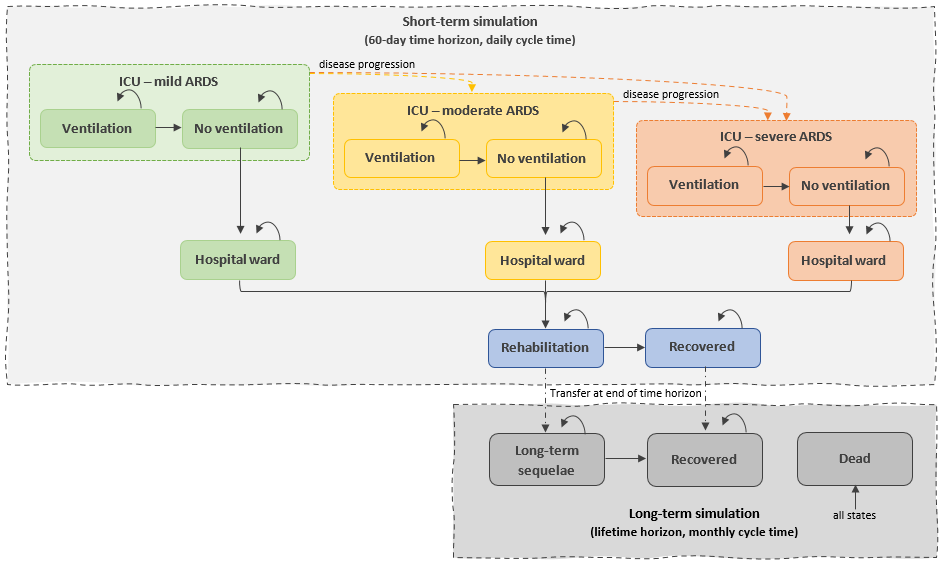 Short-term simulation
(60-day time horizon, daily cycle time)
disease progression
ICU – mild ARDS
Ventilation
No ventilation
disease progression
ICU – moderate ARDS
Ventilation
No ventilation
ICU – severe ARDS
Ventilation
No ventilation
Hospital ward
Hospital ward
Hospital ward
Rehabilitation
Recovered
Transfer at end of time horizon
Long-term
sequelae
Recovered
Dead
all states
Long-term simulation
(lifetime horizon, monthly cycle time)